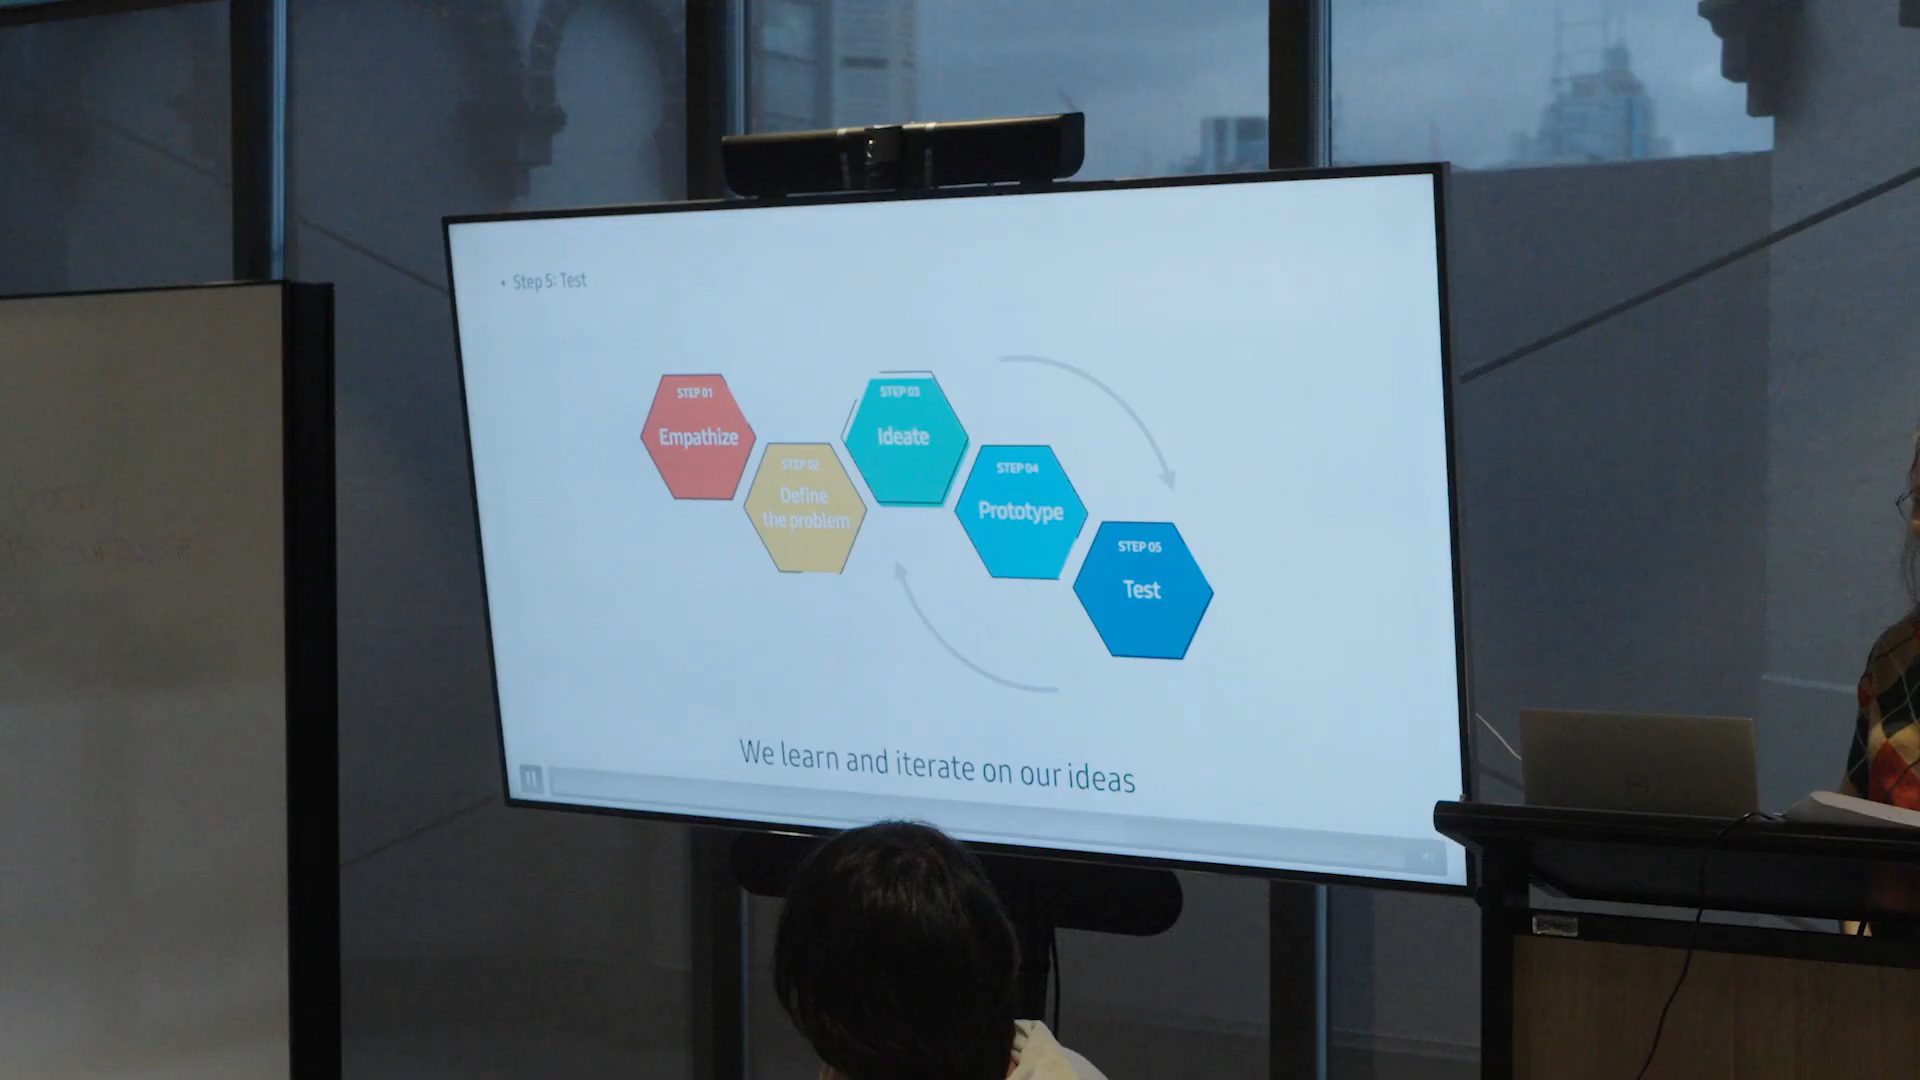 • Step 5: Test
STEP 01
Empathize
STEP 02
Define
the problem
STEP 03
Ideate
STEP 04
Prototype
STEP 05
Test
We learn and iterate on our ideas